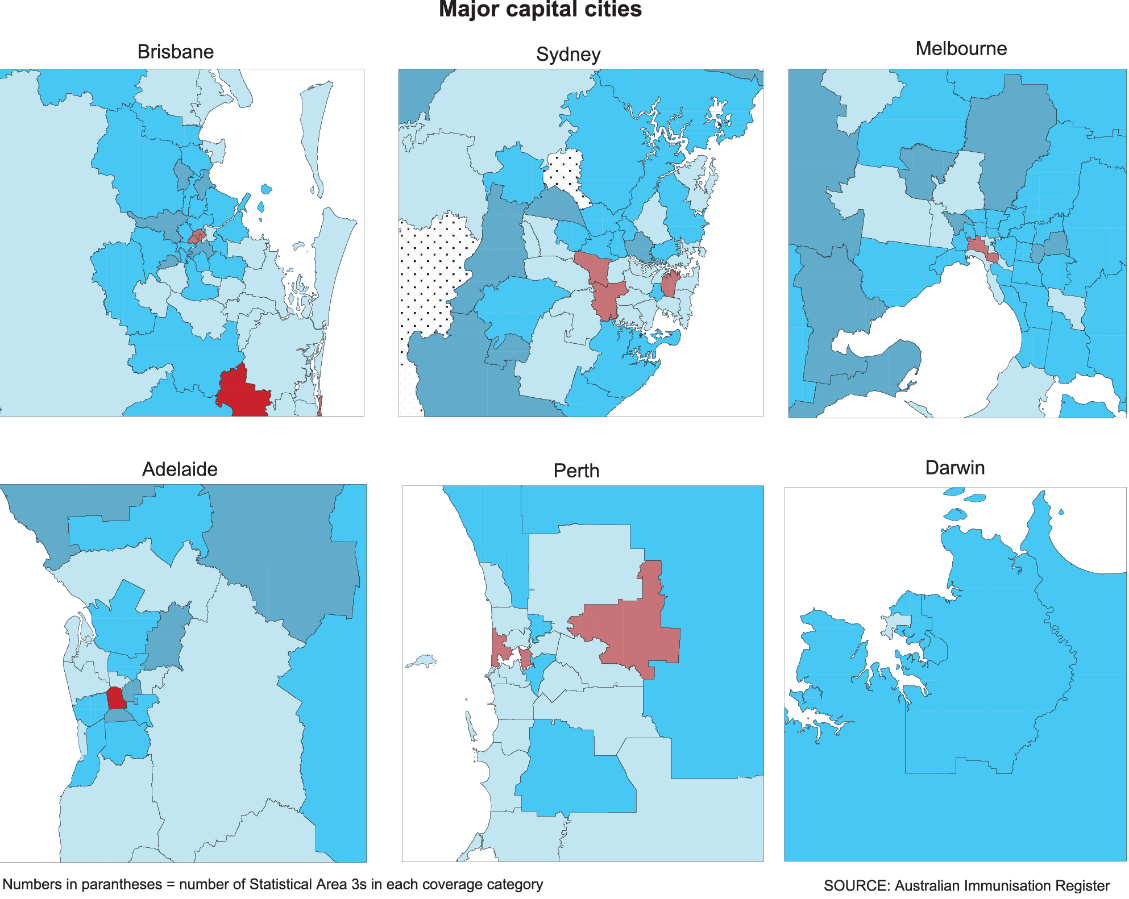 Major capital cities
Brisbane
Sydney
Melbourne
Adelaide
Perth
Darwin
Numbers in parantheses = number of Statistical Area 3s in each coverage category
SOURCE: Australian Immunisation Register